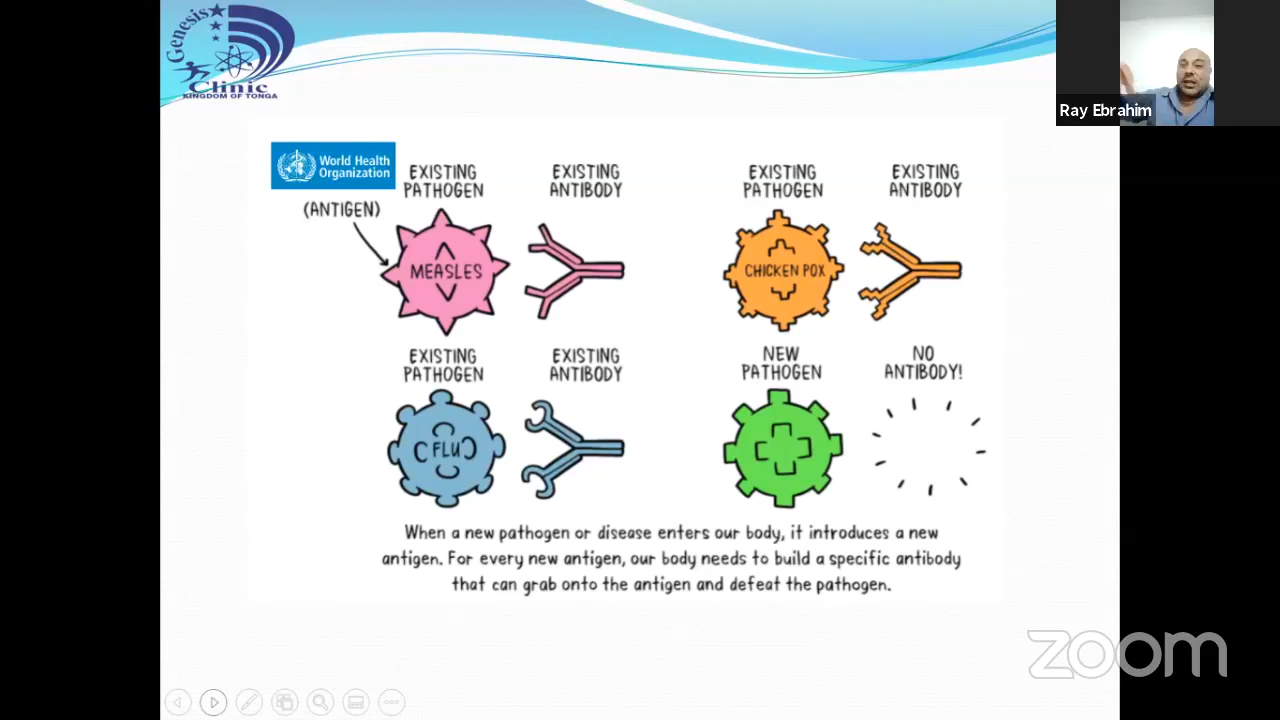 Genesis
Clinic
KINGDOM OF TONGA
Ray Ebrahim
World Health
Organization
(ANTIGEN)
EXISTING
PATHOGEN
EXISTING
ANTIBODY
EXISTING
PATHOGEN
EXISTING
ANTIBODY
MEASLES
CHICKEN POX
EXISTING
PATHOGEN
EXISTING
ANTIBODY
NEW
PATHOGEN
NO
ANTIBODY!
FLU
When a new pathogen or disease enters our body, it introduces a new
antigen. For every new antigen, our body needs to build a specific antibody
that can grab onto the antigen and defeat the pathogen.
zoom